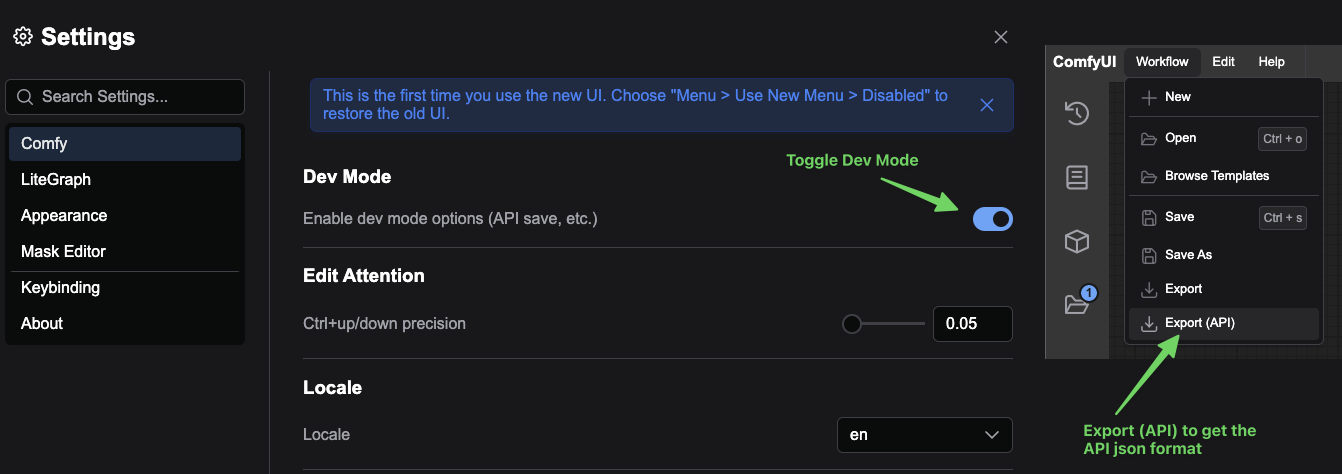 Settings
Search Settings...
Comfy
LiteGraph
Appearance
Mask Editor
Keybinding
About
This is the first time you use the new UI. Choose "Menu > Use New Menu > Disabled" to
restore the old UI.
Toggle Dev Mode
Dev Mode
Enable dev mode options (API save, etc.)
Edit Attention
Ctrl+up/down precision
0.05
Locale
Locale
en
ComfyUI
Workflow
Edit
Help
New
Open
Ctrl + o
Browse Templates
Save
Ctrl + s
Save As
1
Export
Export (API)
Export (API) to get the
API json format